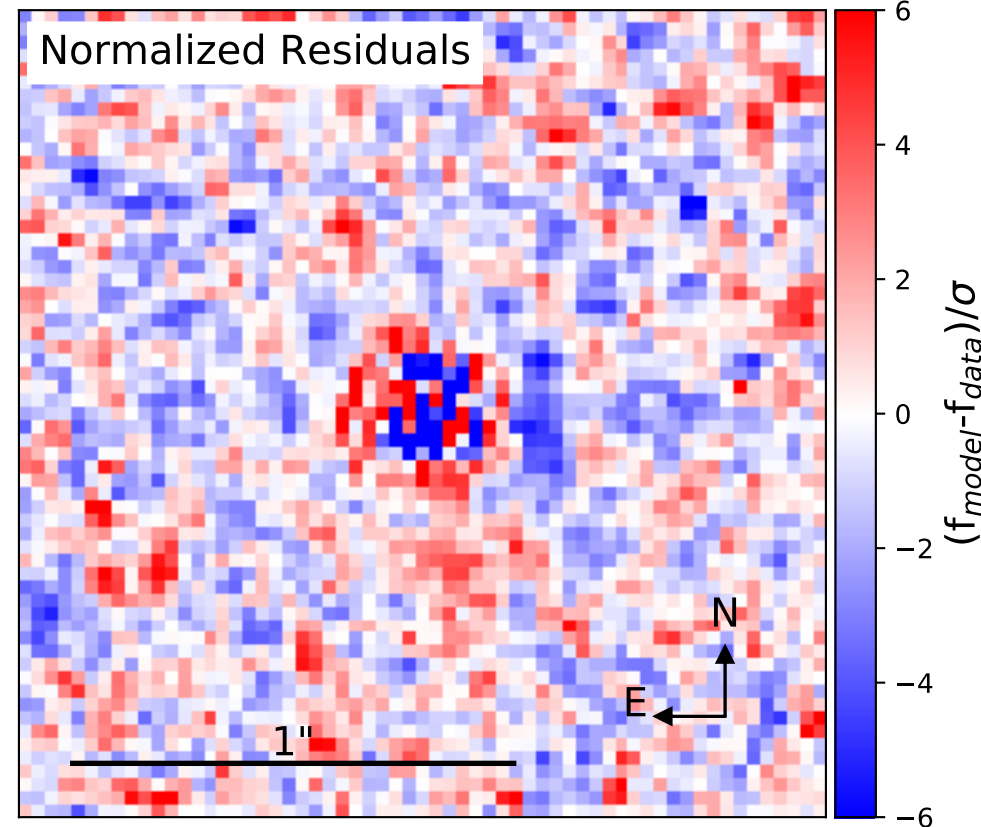 Normalized Residuals
6
4
2
0
−2
−4
−6
(f_model-f_data)/σ
N
E
1"